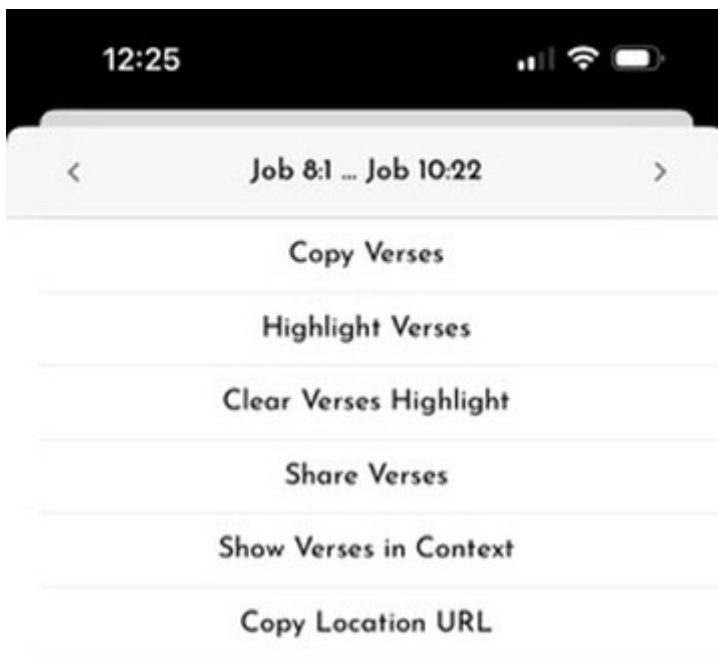 12:25
< Job 8:1 ... Job 10:22 >
Copy Verses
Highlight Verses
Clear Verses Highlight
Share Verses
Show Verses in Context
Copy Location URL